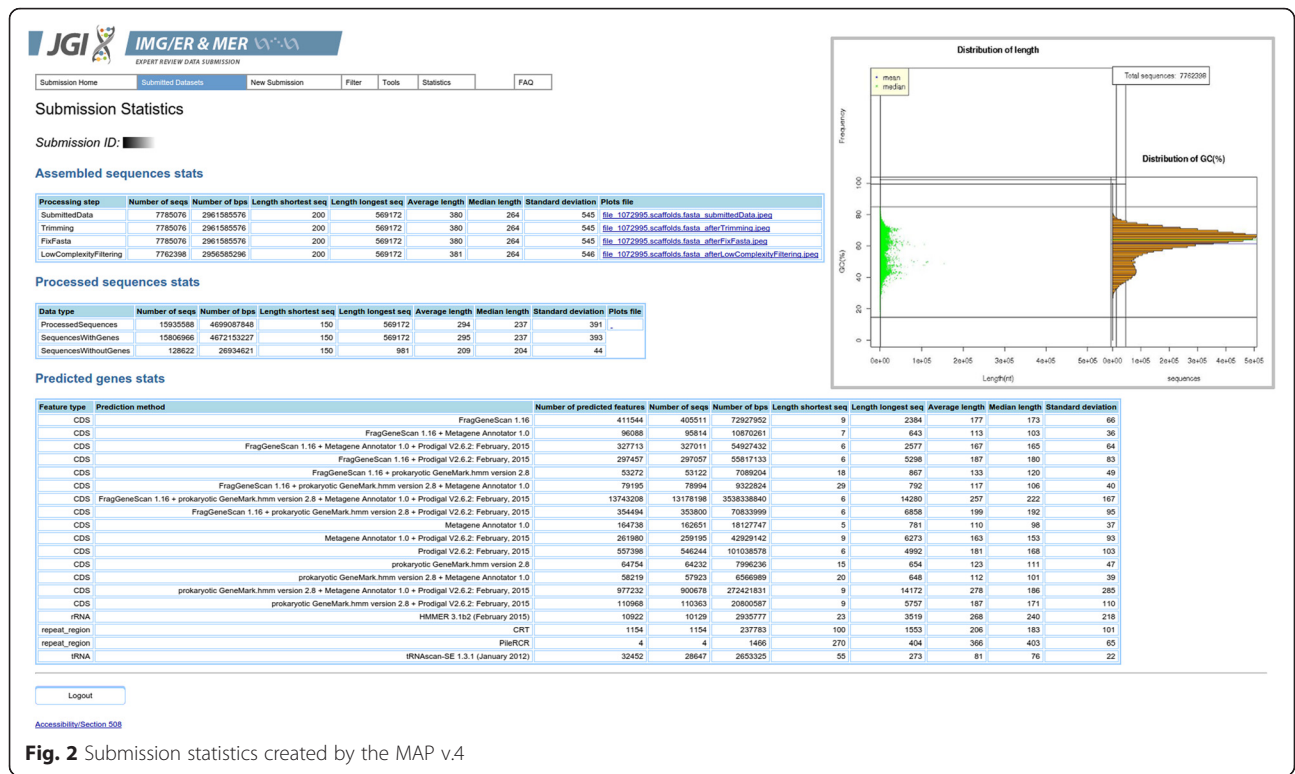 JGI IMG/ER & MER
EXPERT REVIEW DATA SUBMISSION
Submission Home Submitted Datasets New Submission Filter Tools Statistics FAQ
Submission Statistics
Submission ID:
Assembled sequences stats
Processing step Number of seqs Number of bps Length shortest seq Length longest seq Average length Median length Standard deviation Plots file
SubmittedData 7785076 2961585576 200 569172 380 264 545 file_1072995.scaffolds.fasta_submittedData.jpeg
Trimming 7785076 2961585576 200 569172 380 264 545 file_1072995.scaffolds.fasta_afterTrimming.jpeg
FixFasta 7785076 2961585576 200 569172 380 264 545 file_1072995.scaffolds.fasta_afterFixFasta.jpeg
LowComplexityFiltering 7762398 2956585296 200 569172 381 264 546 file_1072995.scaffolds.fasta_afterLowComplexityFiltering.jpeg
Processed sequences stats
Data type Number of seqs Number of bps Length shortest seq Length longest seq Average length Median length Standard deviation Plots file
ProcessedSequences 15935588 4699087848 150 569172 294 237 391 _
SequencesWithGenes 15806966 4672153227 150 569172 295 237 393
SequencesWithoutGenes 128622 26934621 150 981 209 204 44
Distribution of length
mean
median
Total sequences: 7762398
Frequency
Distribution of GC(%)
GC(%)
100
80
60
40
20
0
0e+00 1e+05 2e+05 3e+05 4e+05 5e+05 0e+00 1e+05 2e+05 3e+05 4e+05 5e+05
Length(nt) sequences
Predicted genes stats
Feature type Prediction method Number of predicted features Number of seqs Number of bps Length shortest seq Length longest seq Average length Median length Standard deviation
CDS FragGeneScan 1.16 411544 405511 72927952 9 2384 177 173 66
CDS FragGeneScan 1.16 + Metagene Annotator 1.0 96088 95814 10870261 7 643 113 103 36
CDS FragGeneScan 1.16 + Metagene Annotator 1.0 + Prodigal V2.6.2: February, 2015 327713 327011 54927432 6 2577 167 165 64
CDS FragGeneScan 1.16 + Prodigal V2.6.2: February, 2015 297457 297057 55817133 6 5298 187 180 83
CDS FragGeneScan 1.16 + prokaryotic GeneMark.hmm version 2.8 53272 53122 7089204 18 867 133 120 49
CDS FragGeneScan 1.16 + prokaryotic GeneMark.hmm version 2.8 + Metagene Annotator 1.0 79195 78994 9322824 29 792 117 106 40
CDS FragGeneScan 1.16 + prokaryotic GeneMark.hmm version 2.8 + Metagene Annotator 1.0 + Prodigal V2.6.2: February, 2015 13743208 13178198 3538338840 6 14280 257 222 167
CDS FragGeneScan 1.16 + prokaryotic GeneMark.hmm version 2.8 + Prodigal V2.6.2: February, 2015 354494 353800 70833999 6 6858 199 192 95
CDS Metagene Annotator 1.0 164738 162651 18127747 5 781 110 98 37
CDS Metagene Annotator 1.0 + Prodigal V2.6.2: February, 2015 261980 259195 42929142 9 6273 163 153 93
CDS Prodigal V2.6.2: February, 2015 557398 546244 101038578 6 4992 181 168 103
CDS prokaryotic GeneMark.hmm version 2.8 64754 64232 7996236 15 654 123 111 47
CDS prokaryotic GeneMark.hmm version 2.8 + Metagene Annotator 1.0 58219 57923 6566989 20 648 112 101 39
CDS prokaryotic GeneMark.hmm version 2.8 + Metagene Annotator 1.0 + Prodigal V2.6.2: February, 2015 977232 900678 272421831 9 14172 278 186 285
CDS prokaryotic GeneMark.hmm version 2.8 + Prodigal V2.6.2: February, 2015 110968 110363 20800587 9 5757 187 171 110
rRNA HMMER 3.1b2 (February 2015) 10922 10129 2935777 23 3519 268 240 218
repeat_region CRT 1154 1154 237783 100 1553 206 183 101
repeat_region PileRCR 4 4 1466 270 404 366 403 65
tRNA tRNAscan-SE 1.3.1 (January 2012) 32452 28647 2653325 55 273 81 76 22
Logout
Accessibility/Section 508
Fig. 2 Submission statistics created by the MAP v.4